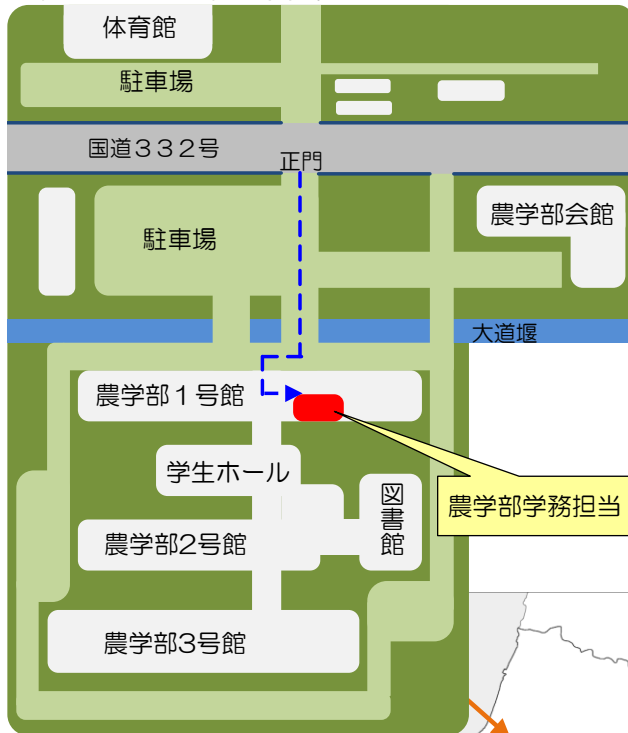 体育館
駐車場
国道３３２号
正門
農学部会館
駐車場
大道堰
農学部１号館
学生ホール
図書館
農学部学務担当
農学部2号館
農学部3号館